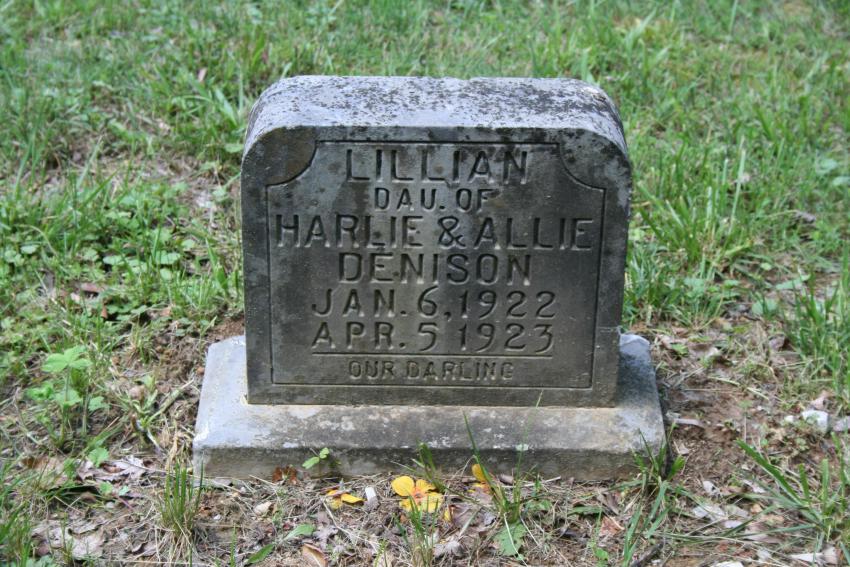 LILLIAN
DAU. OF
HARLIE & ALLIE
DENISON
JAN. 6, 1922
APR. 5 1923
OUR DARLING